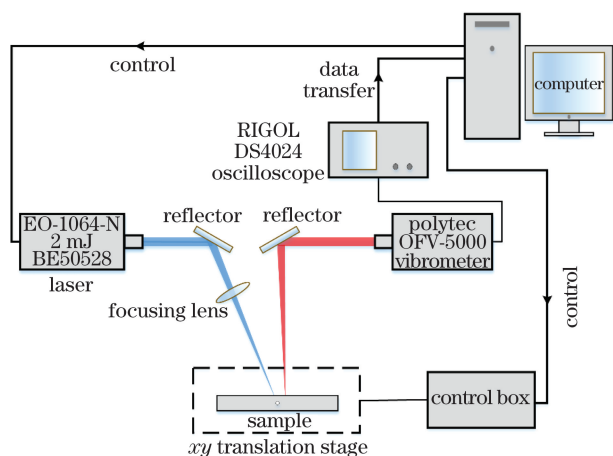 control
data
transfer
computer
RIGOL
DS4024
oscilloscope
reflector
reflector
EO-1064-N
2 mJ
BE50528
laser
polytec
OFV-5000
vibrometer
focusing lens
control
sample
control box
xy translation stage